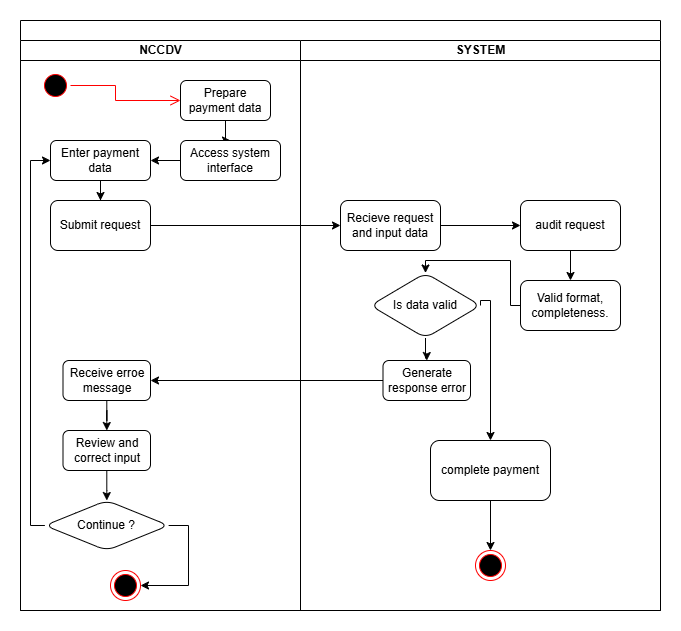 NCCDV
SYSTEM
Prepare
payment data
Enter payment
data
Access system
interface
Submit request
Recieve request
and input data
audit request
Is data valid
Valid format,
completeness.
Receive erroe
message
Generate
response error
Review and
correct input
complete payment
Continue ?